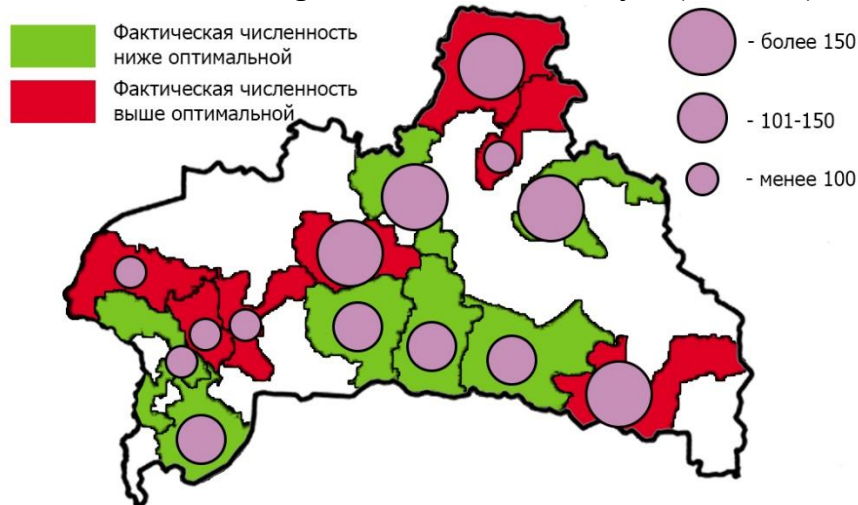 Фактическая численность
ниже оптимальной
Фактическая численность
выше оптимальной
- более 150
- 101-150
- менее 100